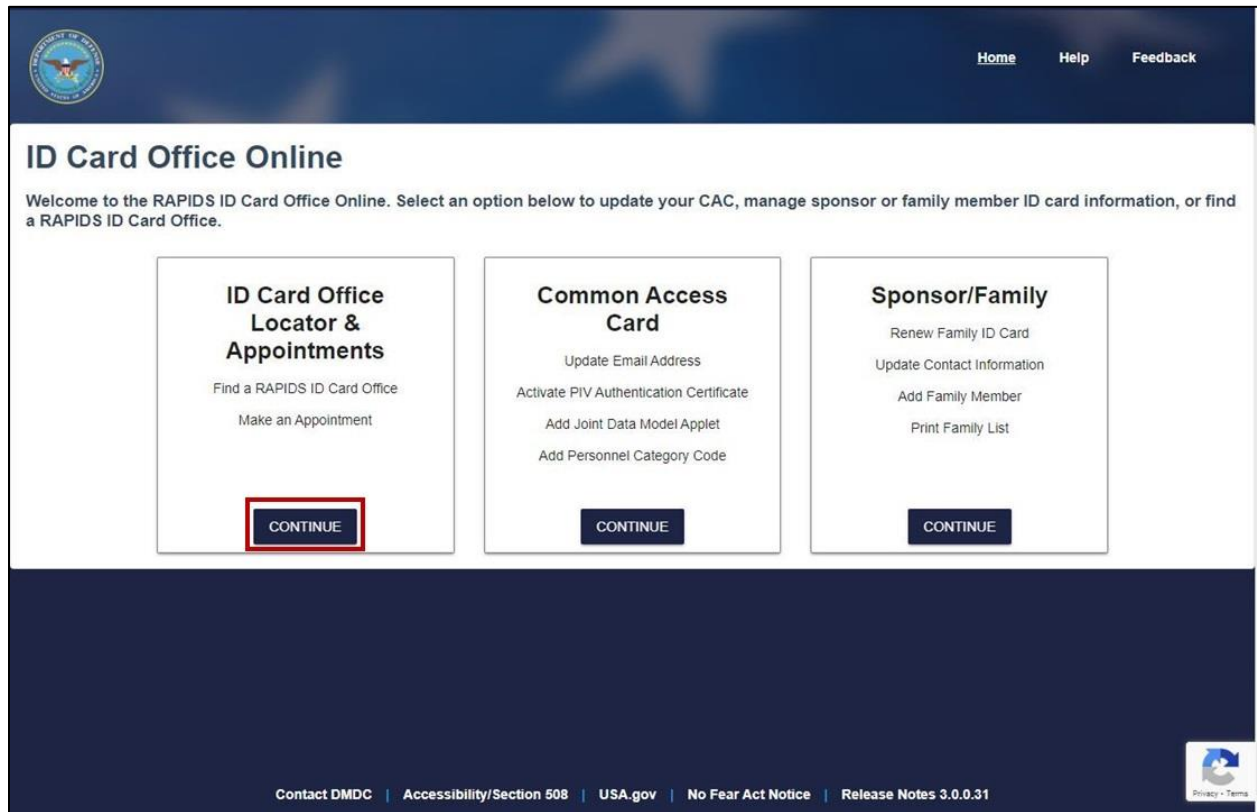 Home Help Feedback
ID Card Office Online
Welcome to the RAPIDS ID Card Office Online. Select an option below to update your CAC, manage sponsor or family member ID card information, or find
a RAPIDS ID Card Office.
ID Card Office
Locator &
Appointments
Find a RAPIDS ID Card Office
Make an Appointment
CONTINUE
Common Access
Card
Update Email Address
Activate PIV Authentication Certificate
Add Joint Data Model Applet
Add Personnel Category Code
CONTINUE
Sponsor/Family
Renew Family ID Card
Update Contact Information
Add Family Member
Print Family List
CONTINUE
Contact DMDC | Accessibility/Section 508 | USA.gov | No Fear Act Notice | Release Notes 3.0.0.31
Privacy - Terms